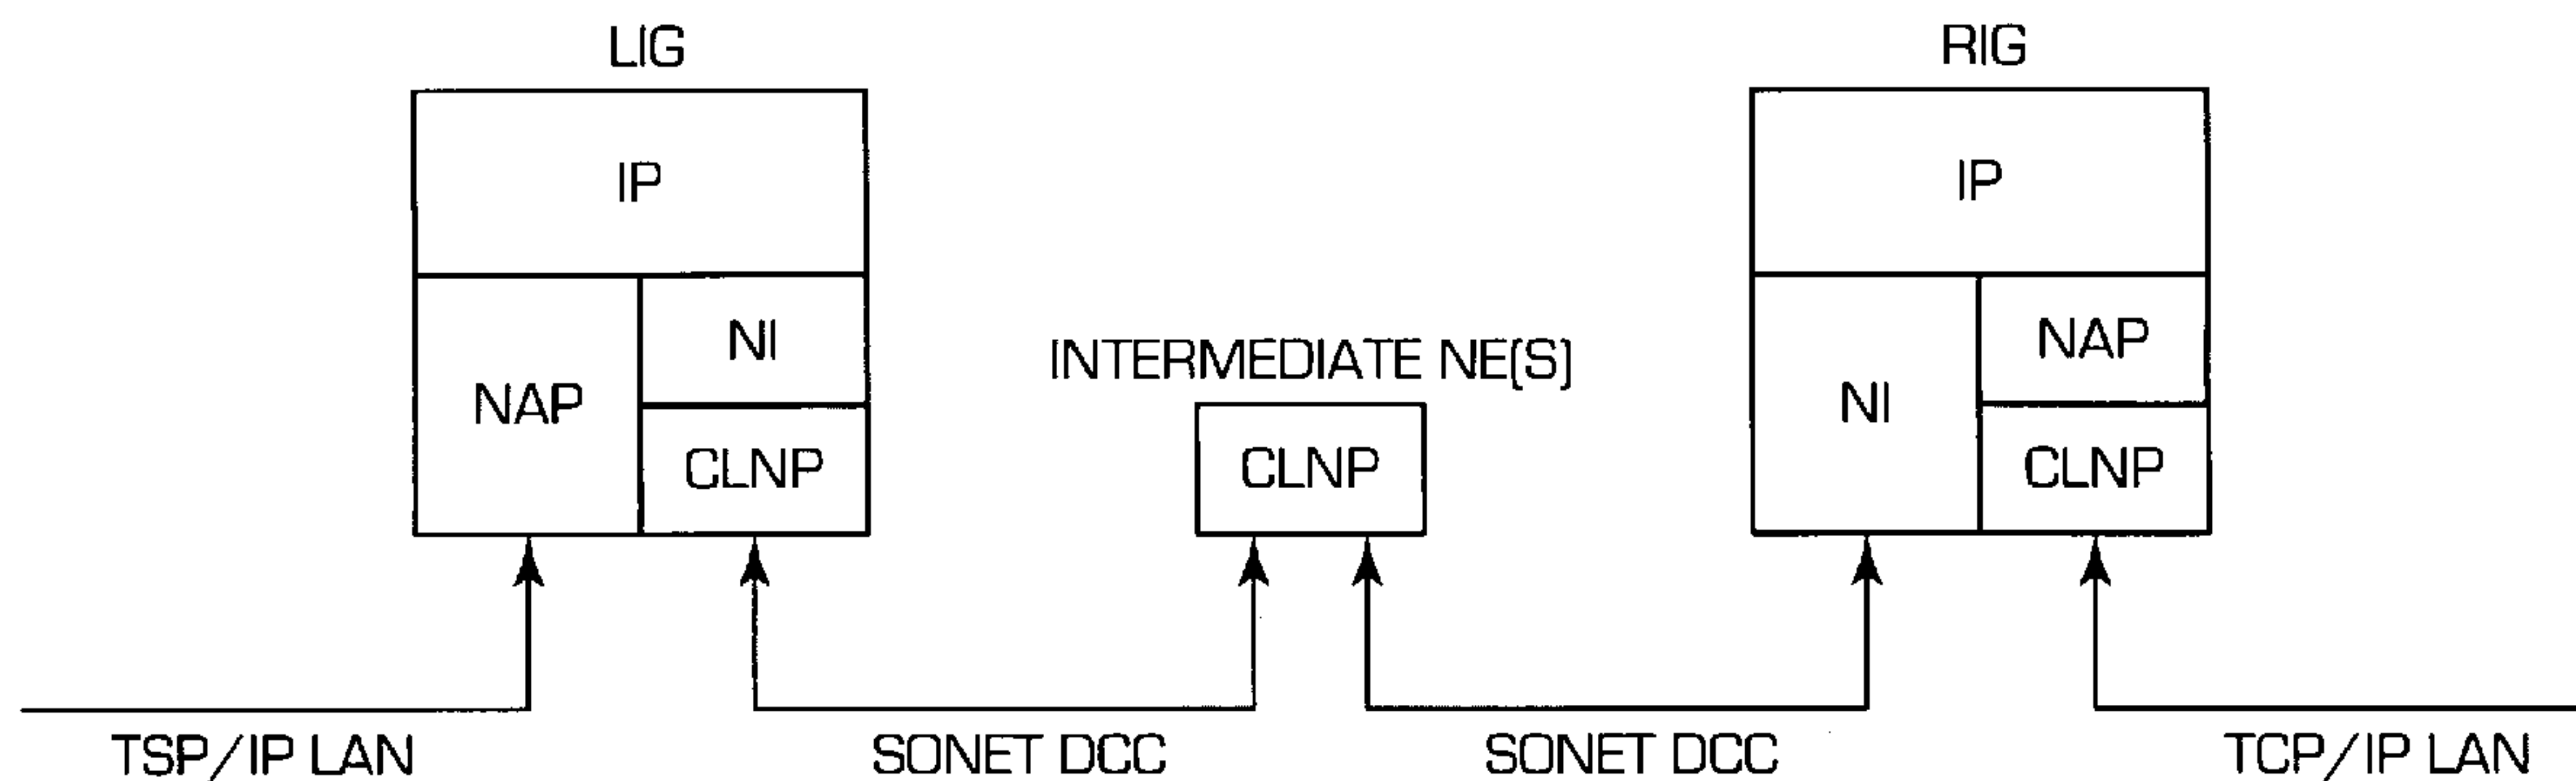 LIG
RIG
IP
IP
NAP
NI
CLNP
INTERMEDIATE NE(S)
CLNP
NI
NAP
CLNP
TSP/IP LAN
SONET DCC
SONET DCC
TCP/IP LAN